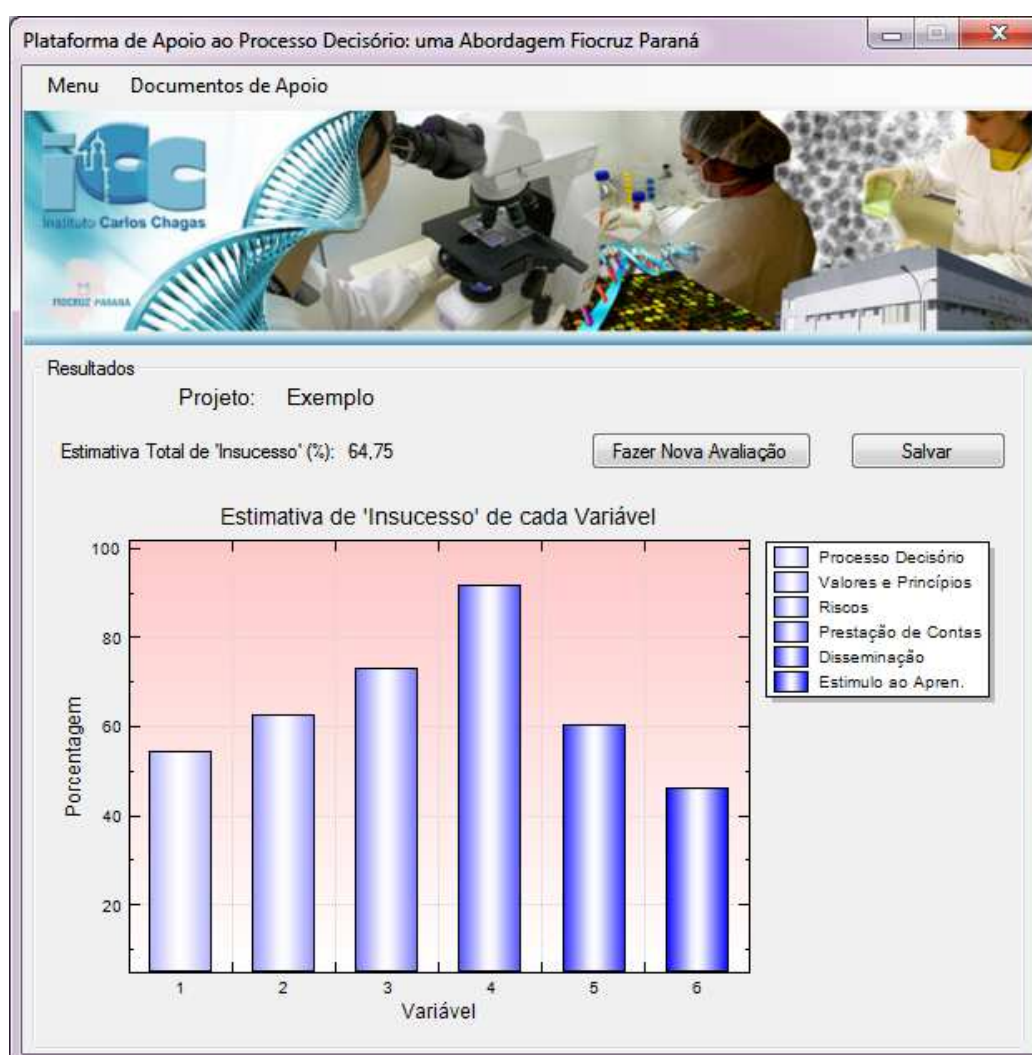 Plataforma de Apoio ao Processo Decisório: uma Abordagem Fiocruz Paraná
Menu Documentos de Apoio
icc
Instituto Carlos Chagas
FIOCRUZ PARANÁ
Resultados
Projeto: Exemplo
Estimativa Total de 'Insucesso' (%): 64,75 Fazer Nova Avaliação Salvar
Estimativa de 'Insucesso' de cada Variável
100
80
60
40
20
Porcentagem
1 2 3 4 5 6
Variável
Processo Decisório
Valores e Princípios
Riscos
Prestação de Contas
Disseminação
Estimulo ao Apren.